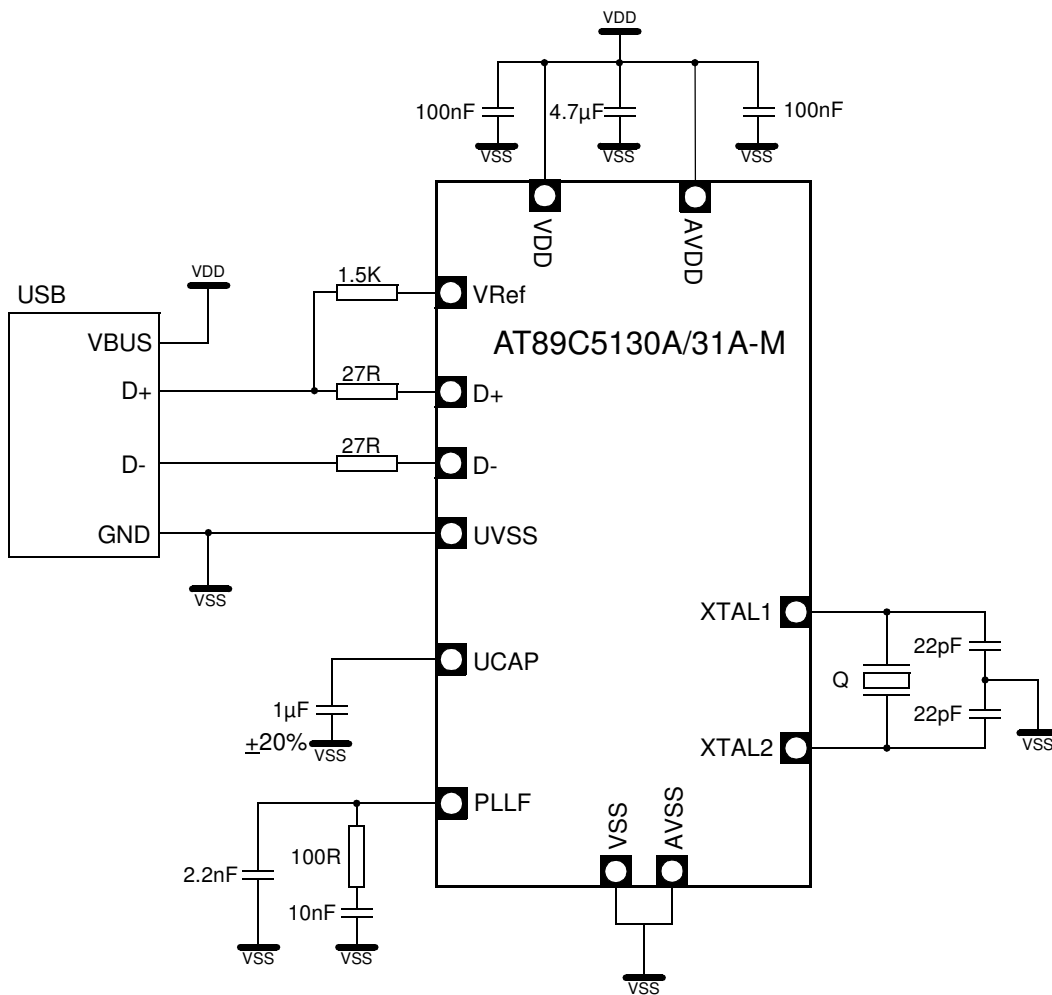 VDD
100nF
4.7µF
100nF
VSS
VSS
VSS
VDD
AVDD
VDD
1.5K
VRef
USB
VBUS
AT89C5130A/31A-M
D+
27R
D+
D-
27R
D-
GND
UVSS
VSS
XTAL1
22pF
UCAP
Q
1µF
22pF
±20%
VSS
XTAL2
VSS
PLLF
VSS
AVSS
100R
2.2nF
10nF
VSS
VSS
VSS